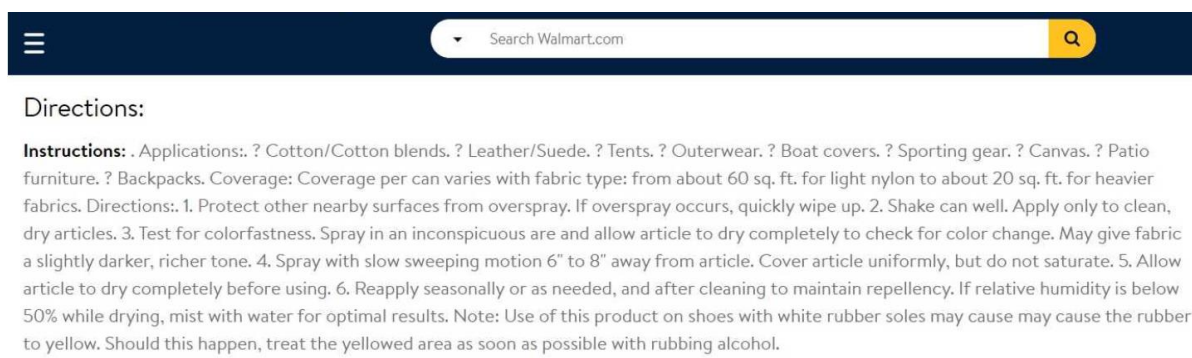 Search Walmart.com
Directions:
Instructions: . Applications:. ? Cotton/Cotton blends. ? Leather/Suede. ? Tents. ? Outerwear. ? Boat covers. ? Sporting gear. ? Canvas. ? Patio
furniture. ? Backpacks. Coverage: Coverage per can varies with fabric type: from about 60 sq. ft. for light nylon to about 20 sq. ft. for heavier
fabrics. Directions:. 1. Protect other nearby surfaces from overspray. If overspray occurs, quickly wipe up. 2. Shake can well. Apply only to clean,
dry articles. 3. Test for colorfastness. Spray in an inconspicuous are and allow article to dry completely to check for color change. May give fabric
a slightly darker, richer tone. 4. Spray with slow sweeping motion 6" to 8" away from article. Cover article uniformly, but do not saturate. 5. Allow
article to dry completely before using. 6. Reapply seasonally or as needed, and after cleaning to maintain repellency. If relative humidity is below
50% while drying, mist with water for optimal results. Note: Use of this product on shoes with white rubber soles may cause may cause the rubber
to yellow. Should this happen, treat the yellowed area as soon as possible with rubbing alcohol.